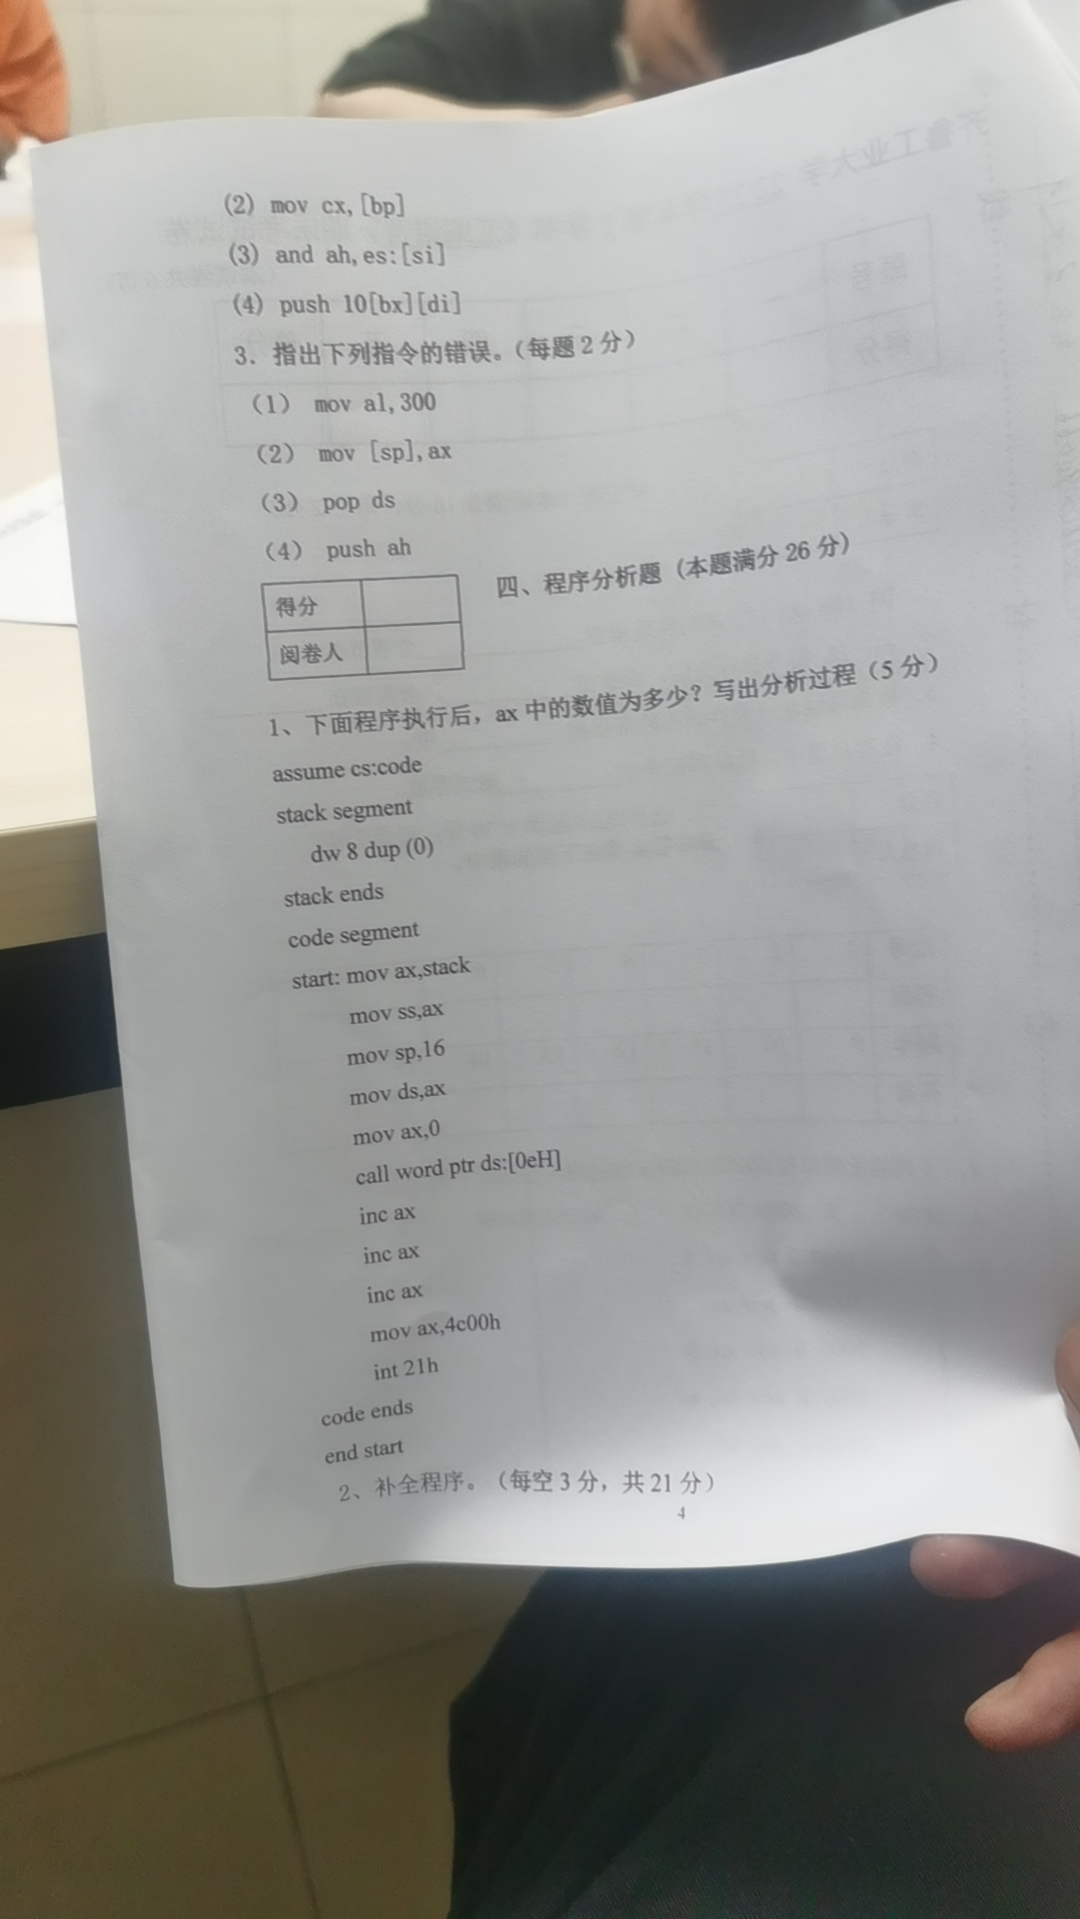 (2) mov cx,[bp]
(3) and ah,es:[si]
(4) push 10[bx][di]
3. 指出下列指令的错误。（每题2分）
（1） mov al,300
（2） mov [sp],ax
（3） pop ds
（4） push ah
四、程序分析题（本题满分26分）
得分
阅卷人
1、下面程序执行后，ax中的数值为多少？写出分析过程（5分）
assume cs:code
stack segment
dw 8 dup (0)
stack ends
code segment
start: mov ax,stack
mov ss,ax
mov sp,16
mov ds,ax
mov ax,0
call word ptr ds:[0eH]
inc ax
inc ax
inc ax
mov ax,4c00h
int 21h
code ends
end start
2、补全程序。（每空3分，共21分）
4